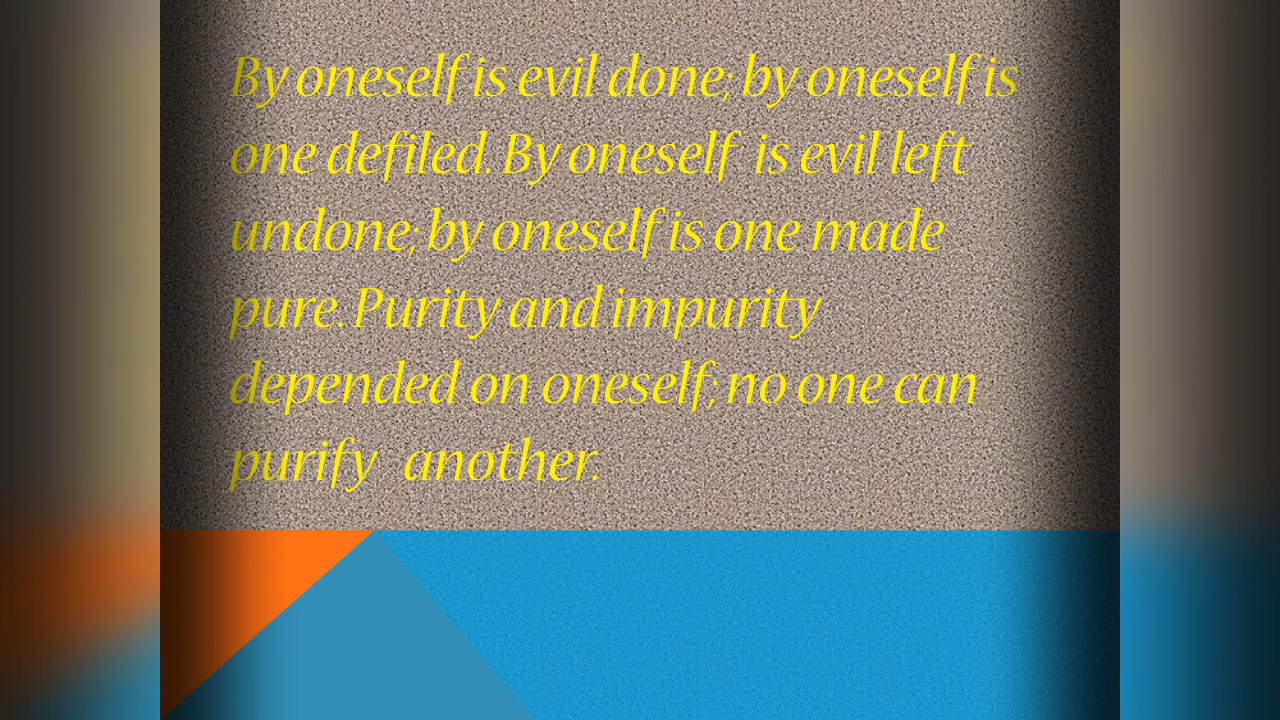 By oneself is evil done; by oneself is
one defiled. By oneself is evil left
undone; by oneself is one made
pure. Purity and impurity
depended on oneself; no one can
purify another.